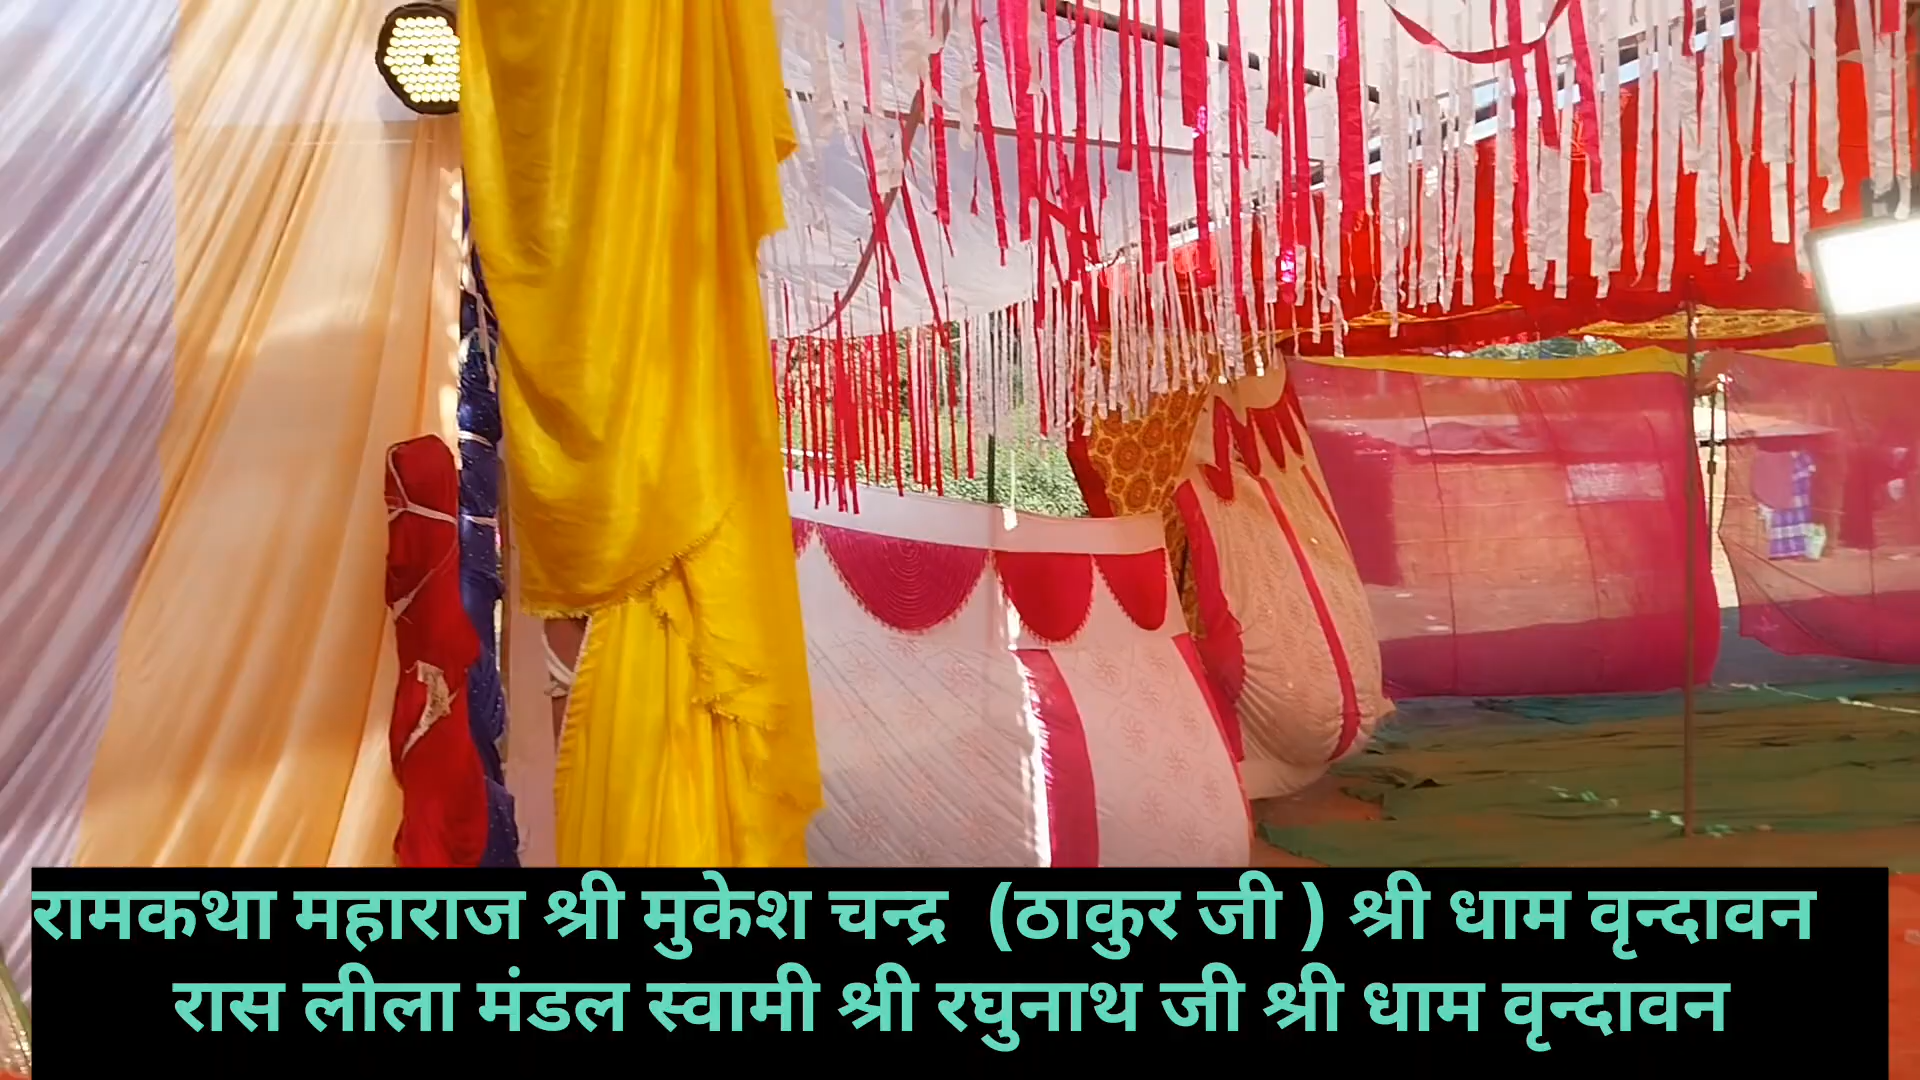 रामकथा महाराज श्री मुकेश चन्द्र (ठाकुर जी ) श्री धाम वृन्दावन
रास लीला मंडल स्वामी श्री रघुनाथ जी श्री धाम वृन्दावन